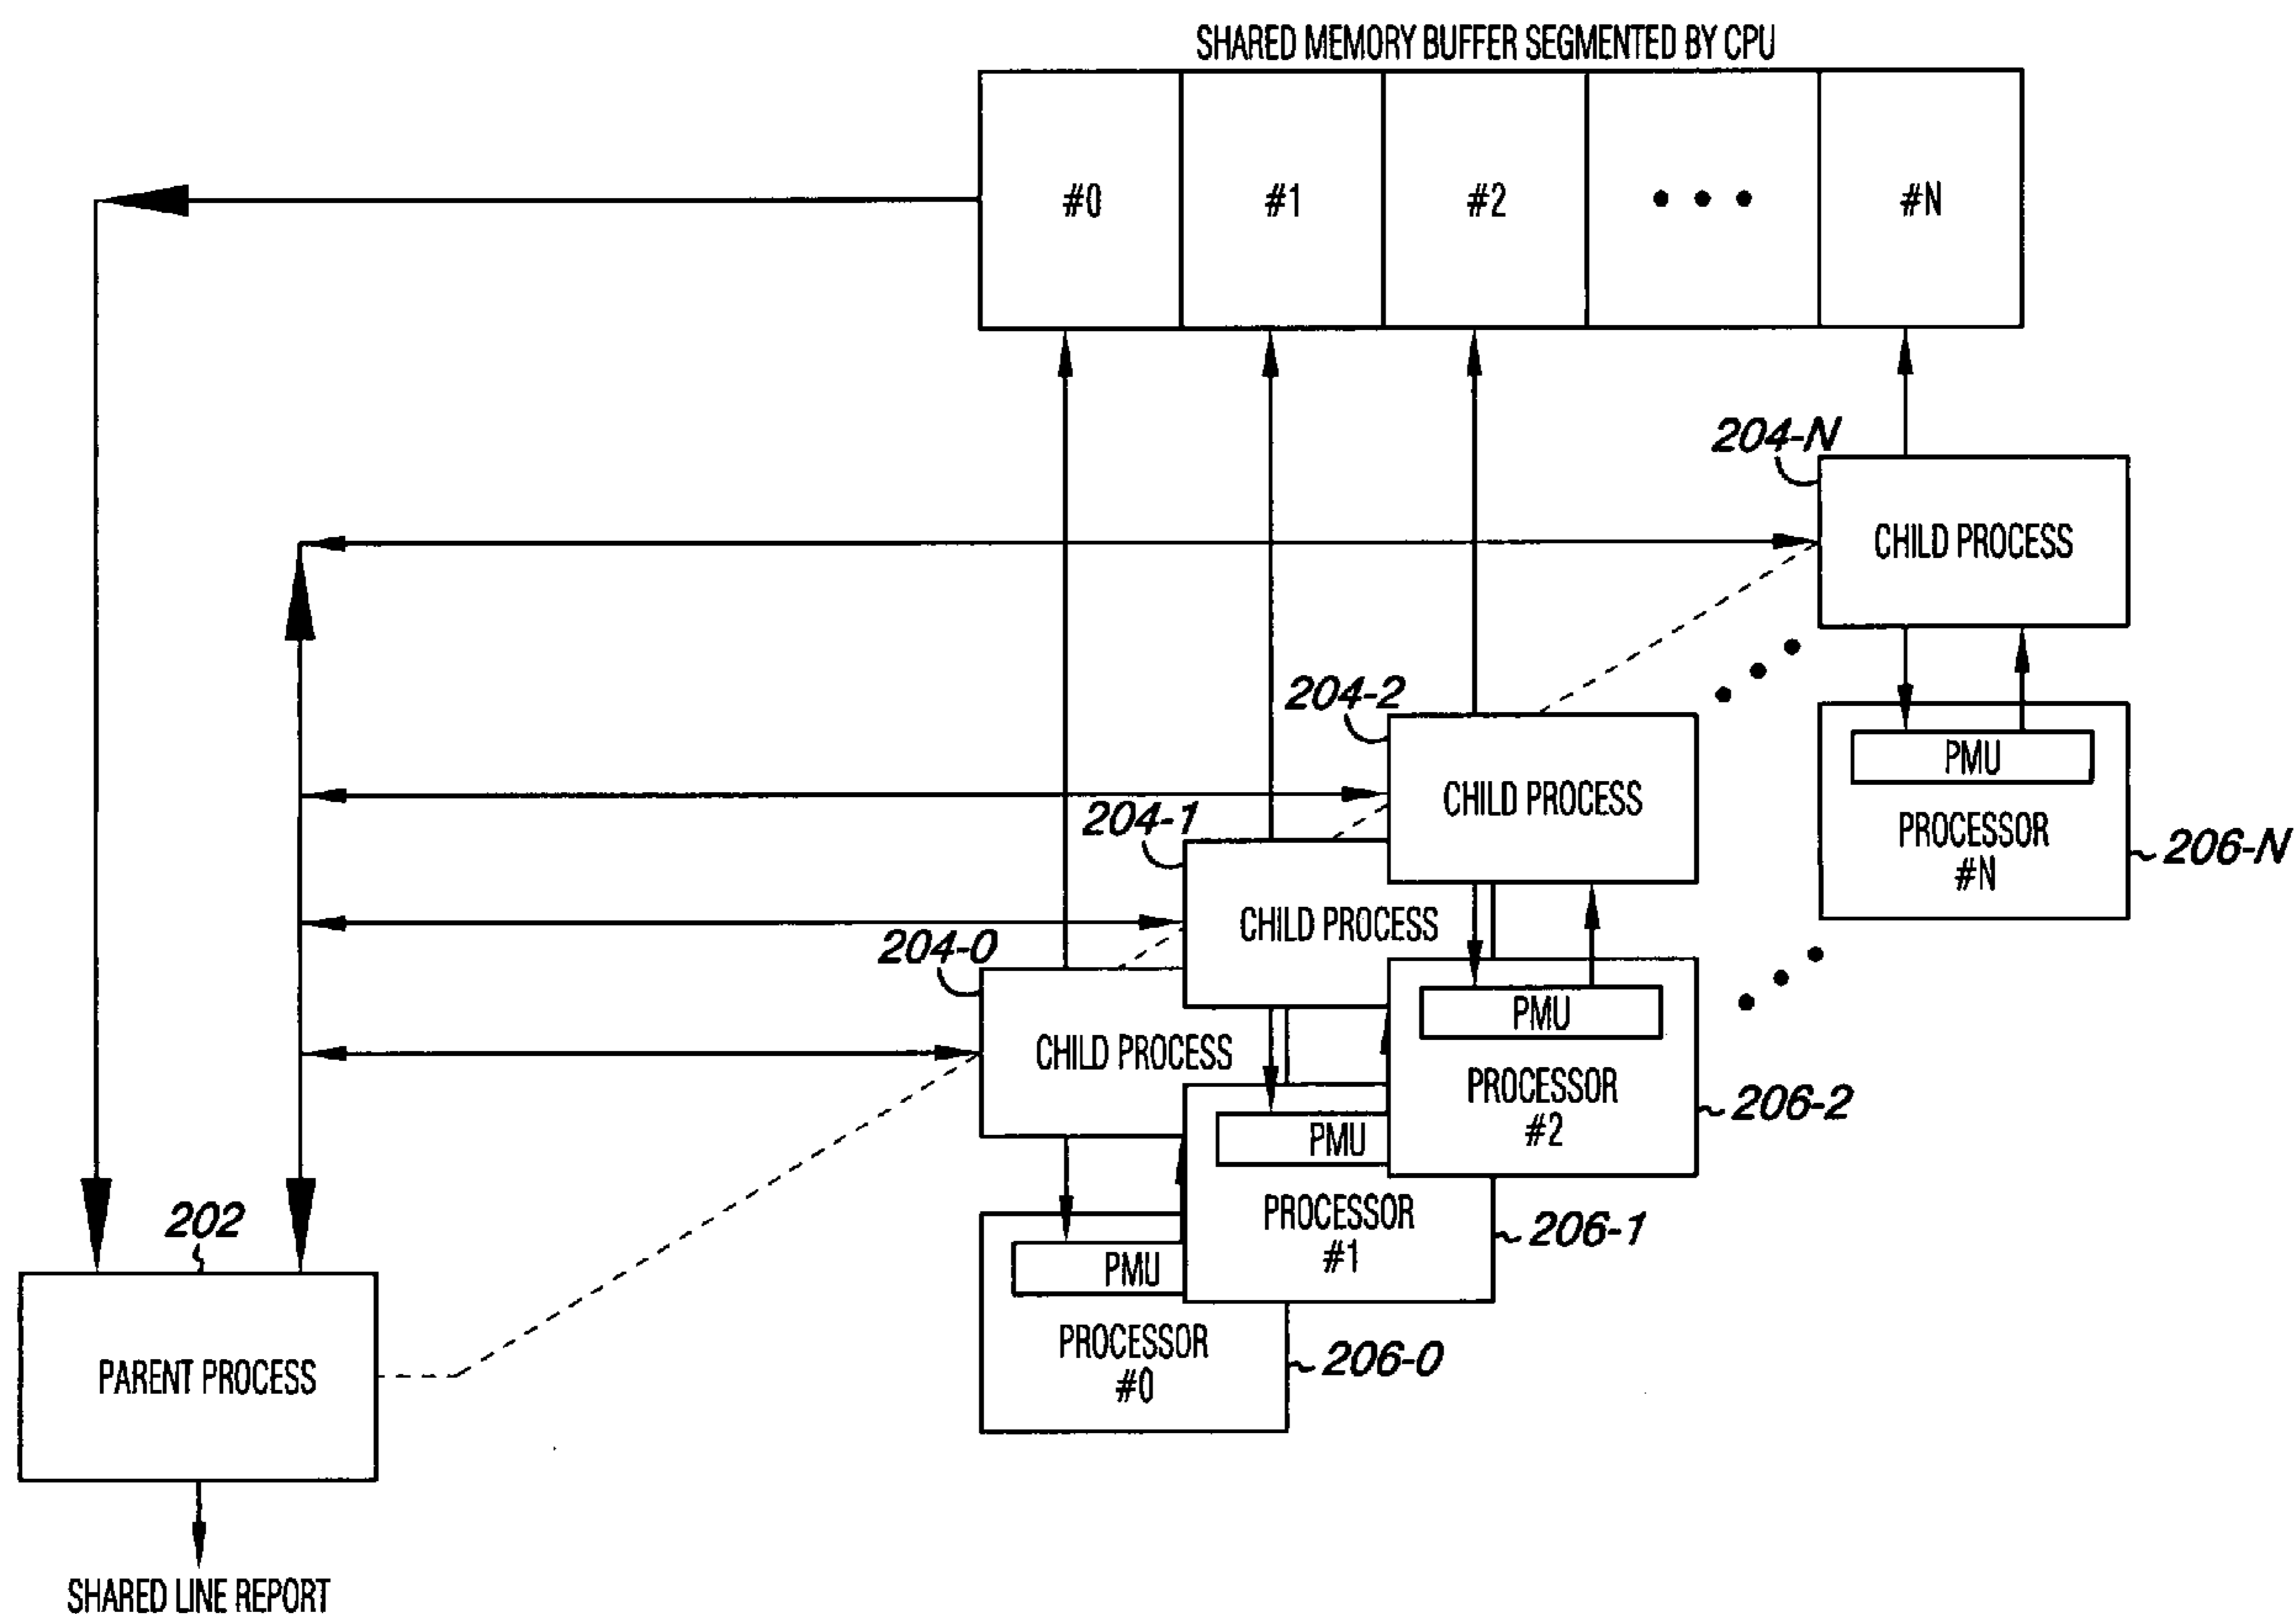 SHARED MEMORY BUFFER SEGMENTED BY CPU
#0
#1
#2
#N
204-N
CHILD PROCESS
PMU
PROCESSOR
#N
206-N
204-2
CHILD PROCESS
PMU
PROCESSOR
#2
206-2
204-1
CHILD PROCESS
PMU
PROCESSOR
#1
206-1
204-0
CHILD PROCESS
PMU
PROCESSOR
#0
206-0
202
PARENT PROCESS
SHARED LINE REPORT